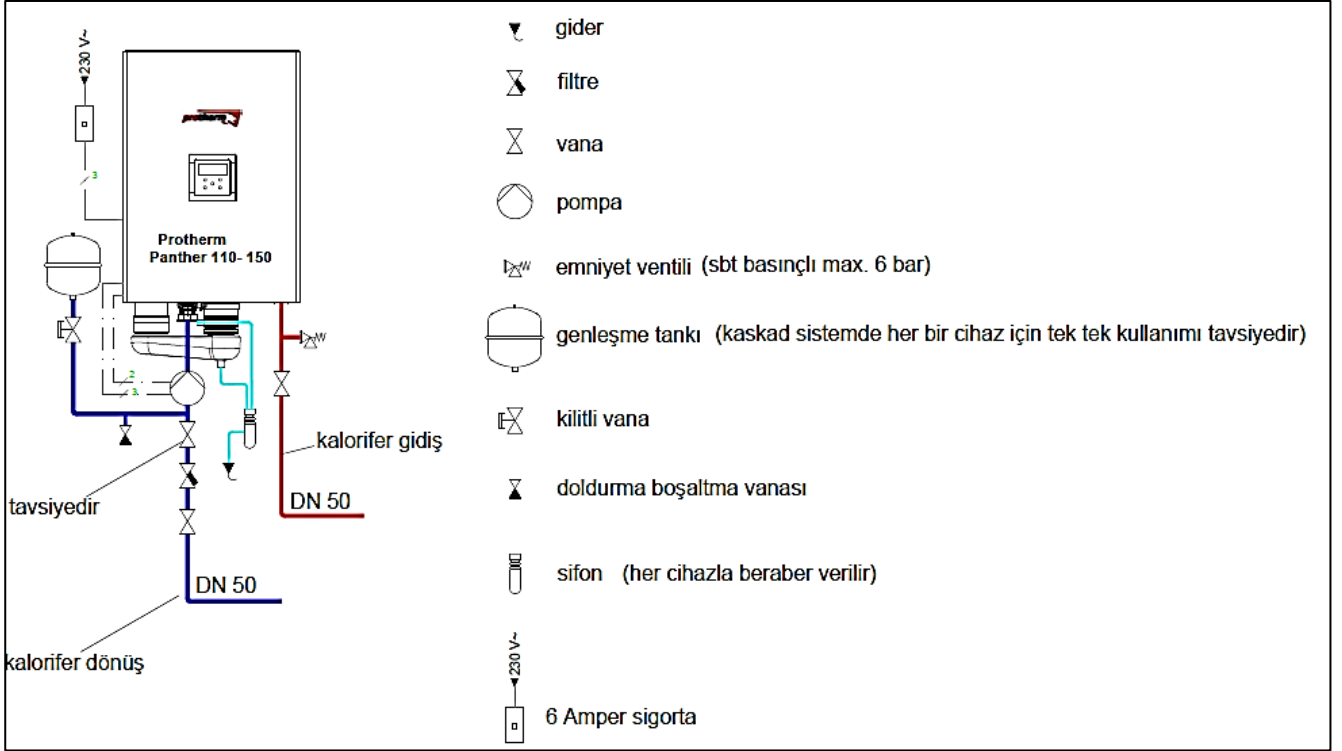 230 V~
3
protherm
Protherm
Panther 110- 150
2
3
kalorifer gidiş
tavsiyedir
DN 50
DN 50
kalorifer dönüş
gider
filtre
vana
pompa
emniyet ventili (sbt basınçlı max. 6 bar)
genleşme tankı (kaskad sistemde her bir cihaz için tek tek kullanımı tavsiyedir)
kilitli vana
doldurma boşaltma vanası
sifon (her cihazla beraber verilir)
230 V~
6 Amper sigorta